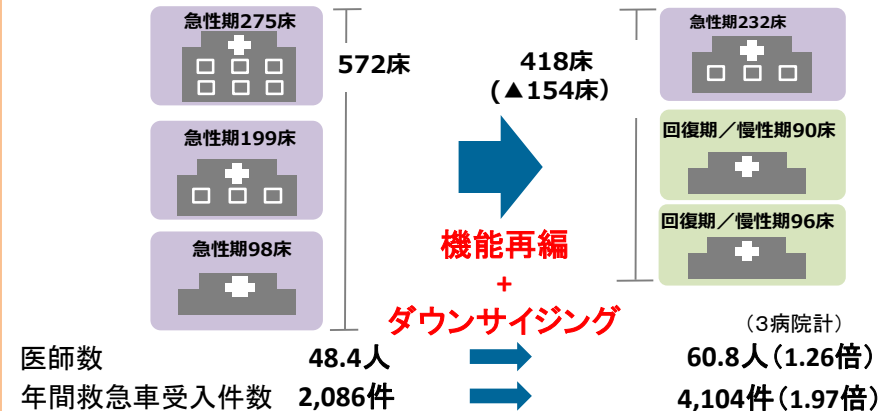 急性期275床
572床
急性期199床
急性期98床
418床
(▲154床)
機能再編
+
ダウンサイジング
急性期232床
回復期／慢性期90床
回復期／慢性期96床
（３病院計）
医師数 48.4人 60.8人（1.26倍）
年間救急車受入件数 2,086件 4,104件（1.97倍）